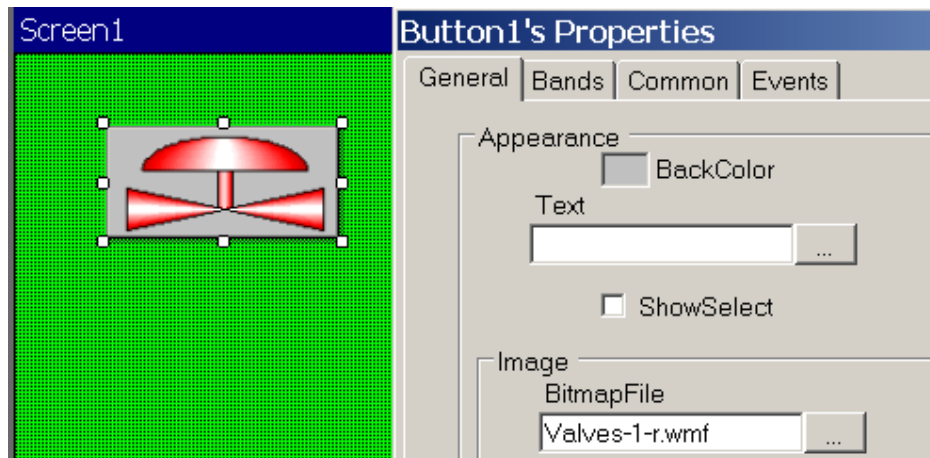 Screen1
Button1's Properties
General Bands Common Events
Appearance
BackColor
Text
...
ShowSelect
Image
BitmapFile
Valves-1-r.wmf ...